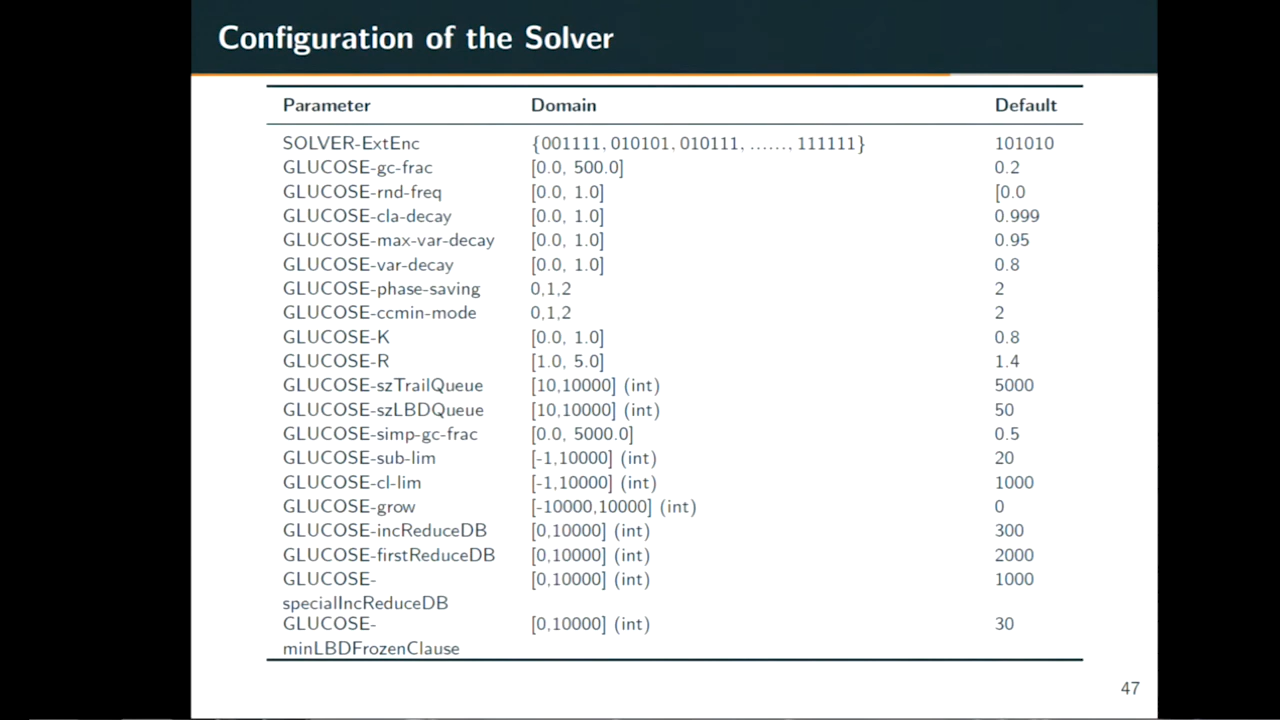 Configuration of the Solver
Parameter Domain Default
SOLVER-ExtEnc {001111, 010101, 010111, ......, 111111} 101010
GLUCOSE-gc-frac [0.0, 500.0] 0.2
GLUCOSE-rnd-freq [0.0, 1.0] [0.0
GLUCOSE-cla-decay [0.0, 1.0] 0.999
GLUCOSE-max-var-decay [0.0, 1.0] 0.95
GLUCOSE-var-decay [0.0, 1.0] 0.8
GLUCOSE-phase-saving 0,1,2 2
GLUCOSE-ccmin-mode 0,1,2 2
GLUCOSE-K [0.0, 1.0] 0.8
GLUCOSE-R [1.0, 5.0] 1.4
GLUCOSE-szTrailQueue [10,10000] (int) 5000
GLUCOSE-szLBDQueue [10,10000] (int) 50
GLUCOSE-simp-gc-frac [0.0, 5000.0] 0.5
GLUCOSE-sub-lim [-1,10000] (int) 20
GLUCOSE-cl-lim [-1,10000] (int) 1000
GLUCOSE-grow [-10000,10000] (int) 0
GLUCOSE-incReduceDB [0,10000] (int) 300
GLUCOSE-firstReduceDB [0,10000] (int) 2000
GLUCOSE- [0,10000] (int) 1000
specialIncReduceDB
GLUCOSE- [0,10000] (int) 30
minLBDFrozenClause
47